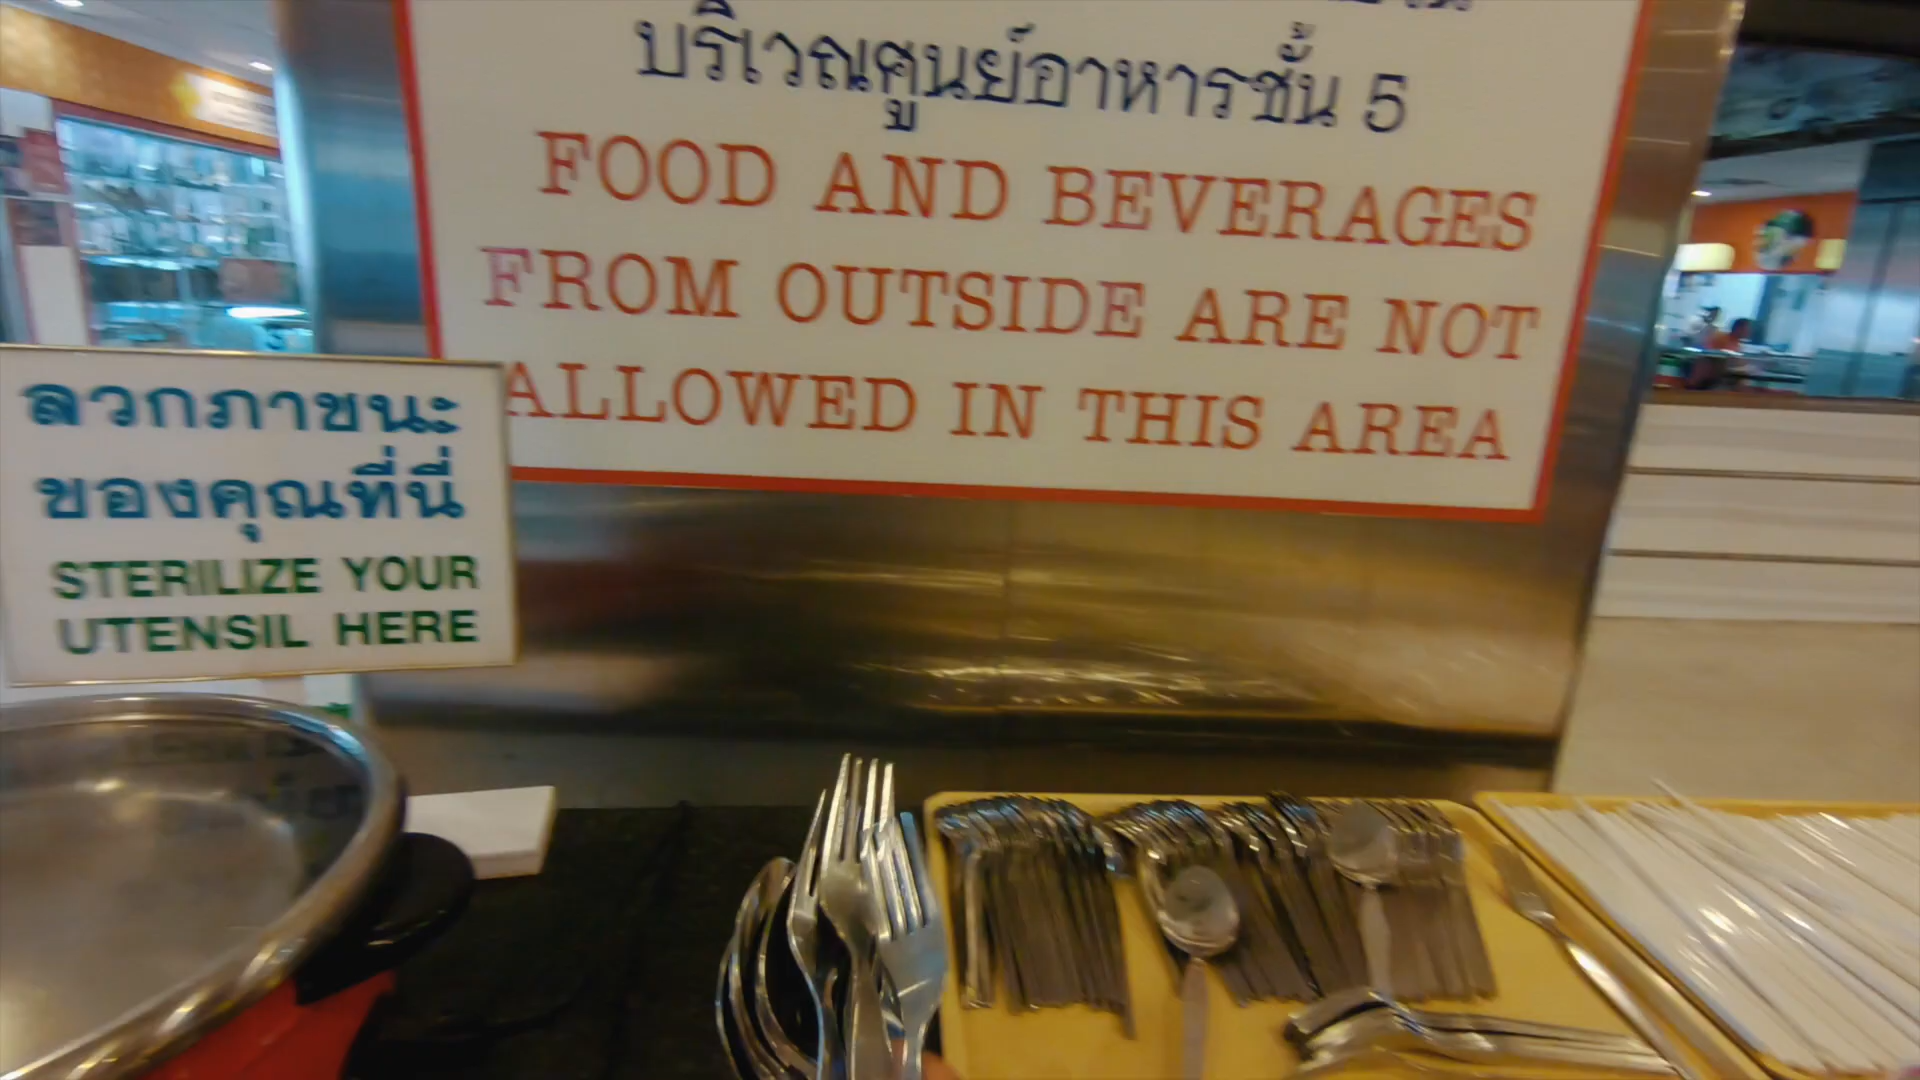 บริเวณศูนย์อาหารชั้น 5
FOOD AND BEVERAGES
FROM OUTSIDE ARE NOT
ALLOWED IN THIS AREA
ลวกภาชนะ
ของคุณที่นี่
STERILIZE YOUR
UTENSIL HERE